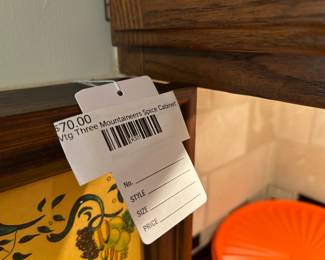 $70.00
Vtg Three Mountaineers Spice Cabinet
No.
STYLE
SIZE
PRICE